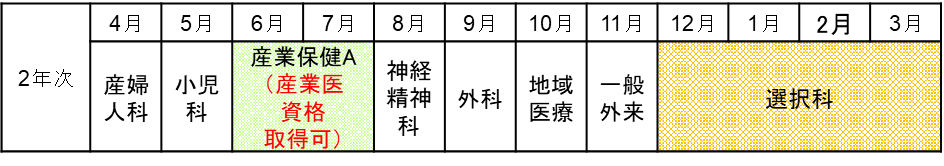 4月 5月 6月 7月 8月 9月 10月 11月 12月 1月 2月 3月
2年次
産婦
人科
小児
科
産業保健A
（産業医
資格
取得可）
神経
精神
科
外科
地域
医療
一般
外来
選択科